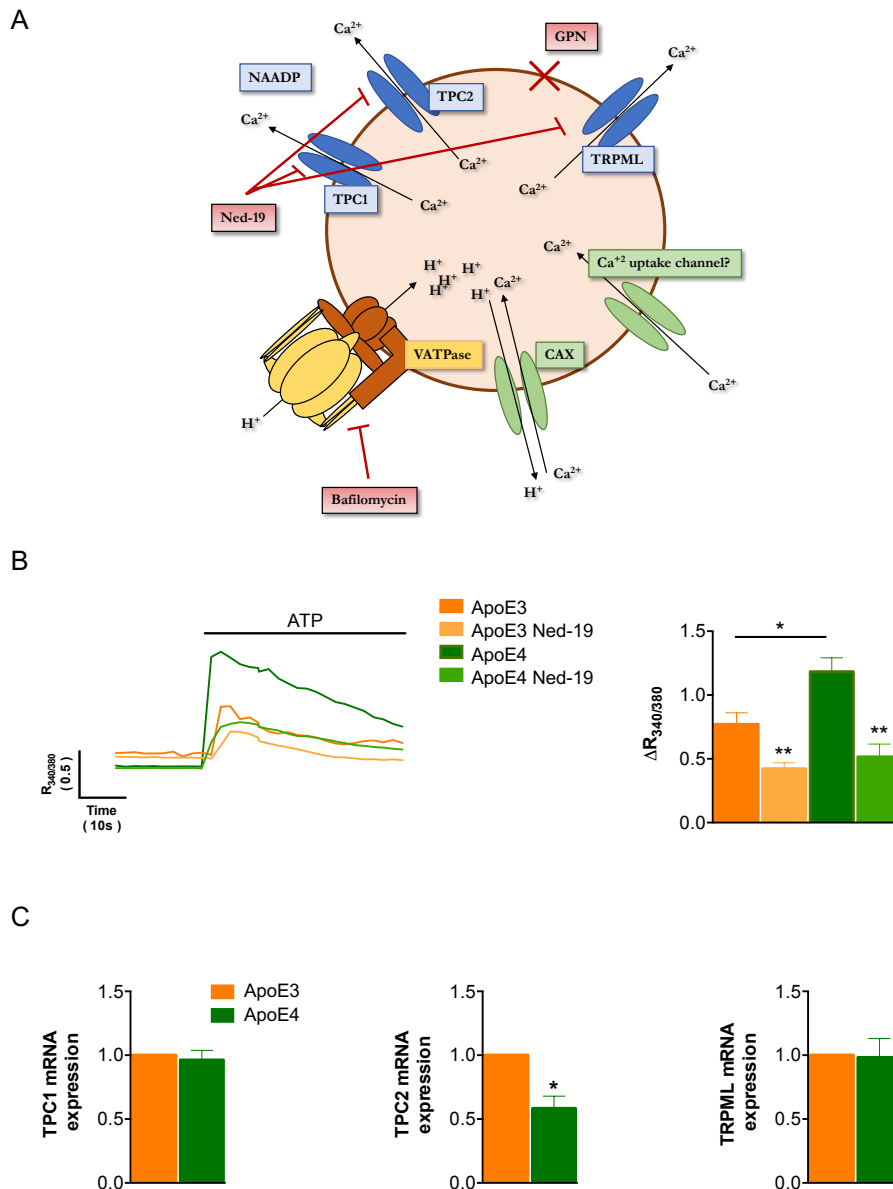 A
Ca²⁺
GPN
Ca²⁺
NAADP
TPC2
Ca²⁺
Ca²⁺
TRPML
Ca²⁺
TPC1
Ca²⁺
Ned-19
Ca²⁺
Ca⁺² uptake channel?
H⁺
H⁺
H⁺
H⁺
H⁺
Ca²⁺
VATPase
CAX
Ca²⁺
H⁺
Ca²⁺
H⁺
Bafilomycin
B
ATP
R340/380
( 0.5 )
Time
( 10s )
ApoE3
ApoE3 Ned-19
ApoE4
ApoE4 Ned-19
ΔR340/380
1.5
1.0
0.5
0.0
*
**
**
C
ApoE3
ApoE4
TPC1 mRNA
expression
1.5
1.0
0.5
0.0
TPC2 mRNA
expression
1.5
1.0
0.5
0.0
*
TRPML mRNA
expression
1.5
1.0
0.5
0.0